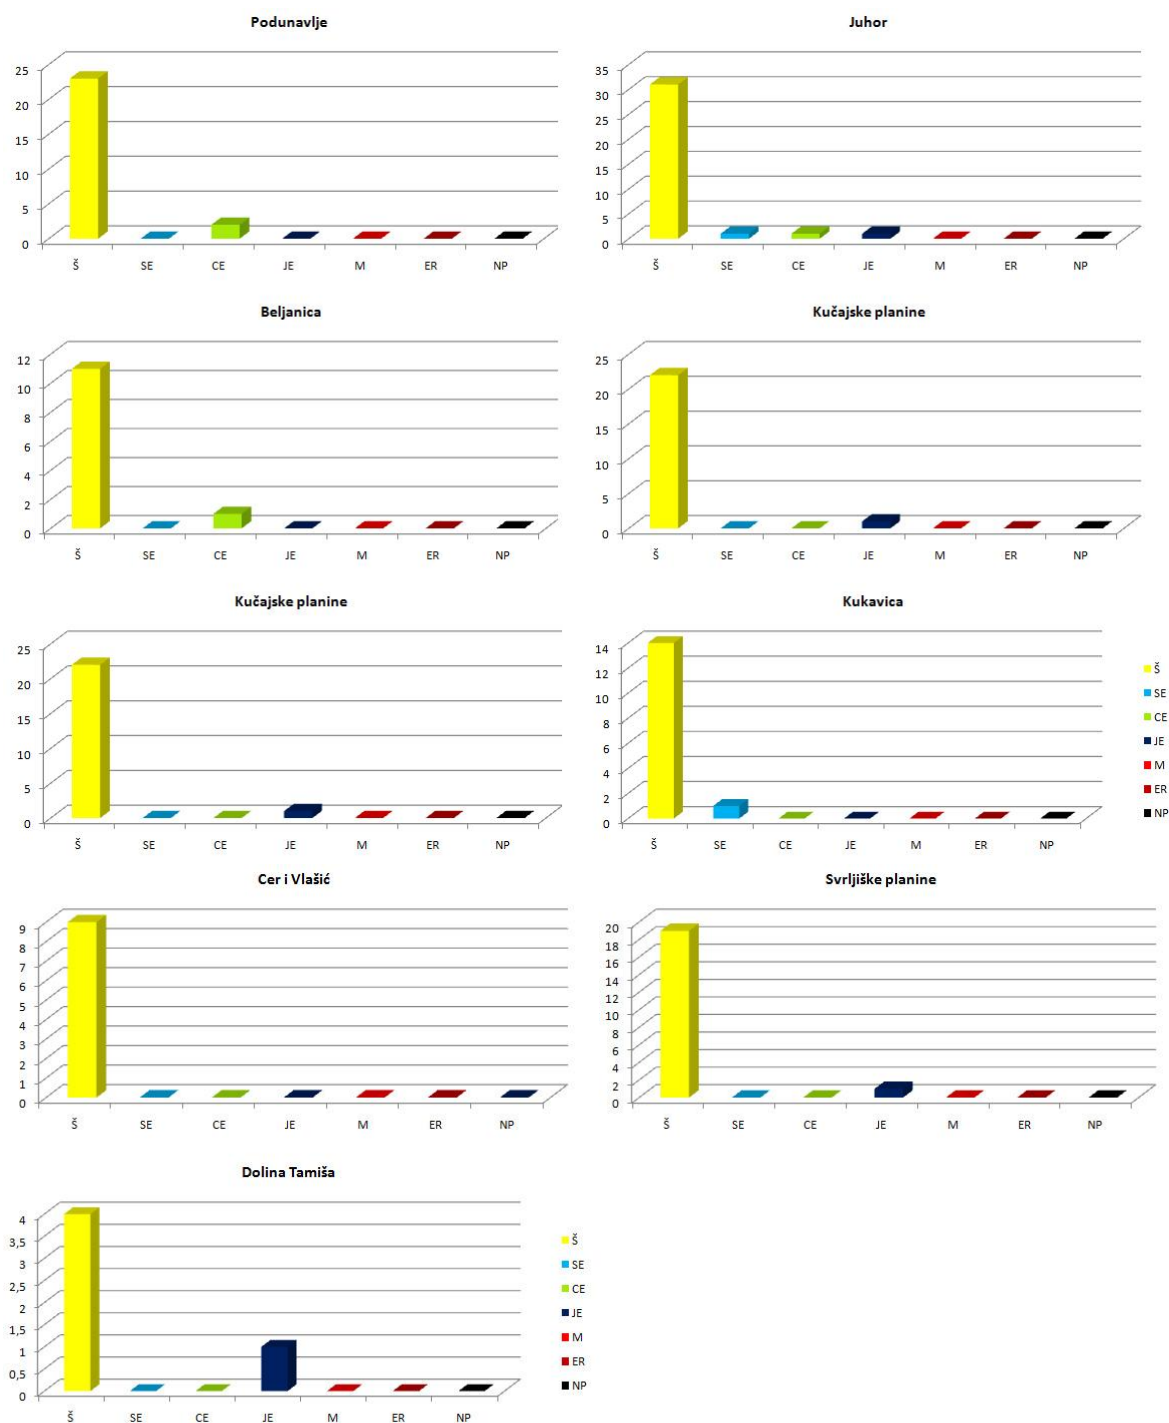 Podunavlje
25
20
15
10
5
0
Š SE CE JE M ER NP
Juhor
35
30
25
20
15
10
5
0
Š SE CE JE M ER NP
Beljanica
12
10
8
6
4
2
0
Š SE CE JE M ER NP
Kučajske planine
25
20
15
10
5
0
Š SE CE JE M ER NP
Kučajske planine
25
20
15
10
5
0
Š SE CE JE M ER NP
Kukavica
14
12
10
8
6
4
2
0
Š SE CE JE M ER NP
Š
SE
CE
JE
M
ER
NP
Cer i Vlašić
9
8
7
6
5
4
3
2
1
0
Š SE CE JE M ER NP
Svrljiške planine
20
18
16
14
12
10
8
6
4
2
0
Š SE CE JE M ER NP
Dolina Tamiša
4
3,5
3
2,5
2
1,5
1
0,5
0
Š SE CE JE M ER NP
Š
SE
CE
JE
M
ER
NP